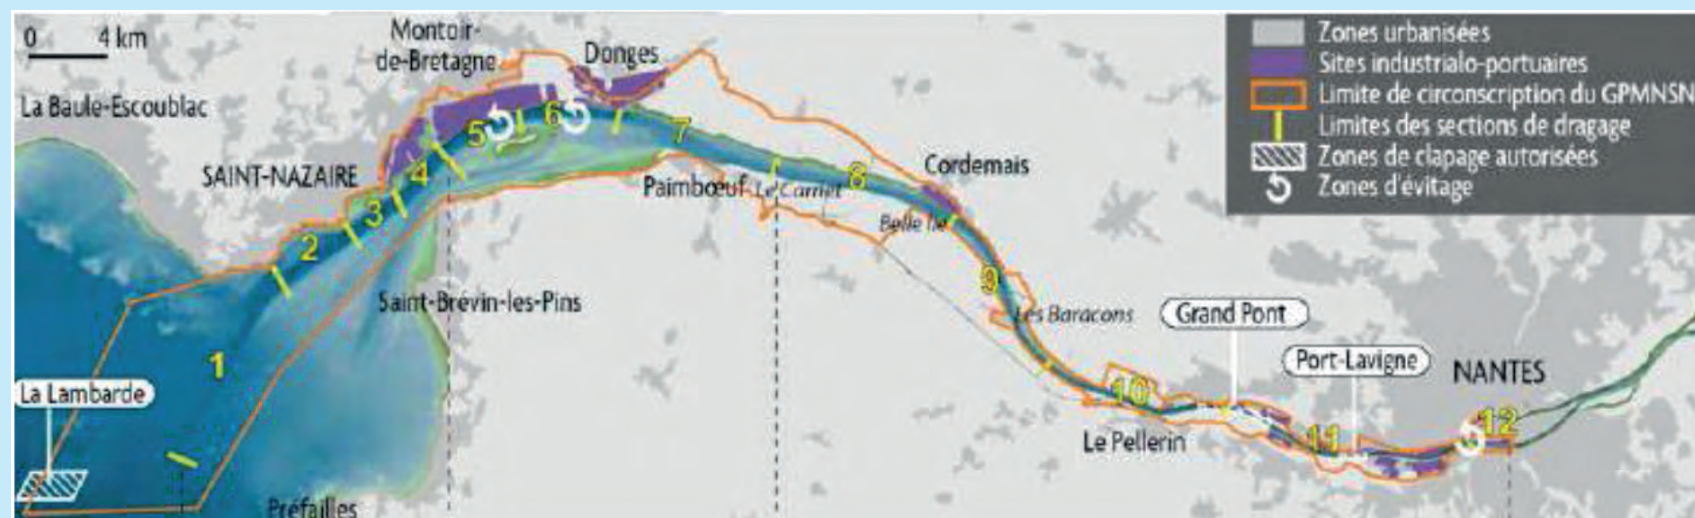 0 4 km
Montoir-
de-Bretagne
Donges
La Baule-Escoublac
SAINT-NAZAIRE
Paimbœuf
Le Carnet
Cordemais
Belle Ile
Saint-Brévin-les-Pins
Les Baracons
Grand Pont
Port-Lavigne
NANTES
La Lambarde
Le Pellerin
Préfailles
1
2
3
4
5
6
7
8
9
10
11
12
Zones urbanisées
Sites industrialo-portuaires
Limite de circonscription du GPMNSN
Limites des sections de dragage
Zones de clapage autorisées
Zones d'évitage